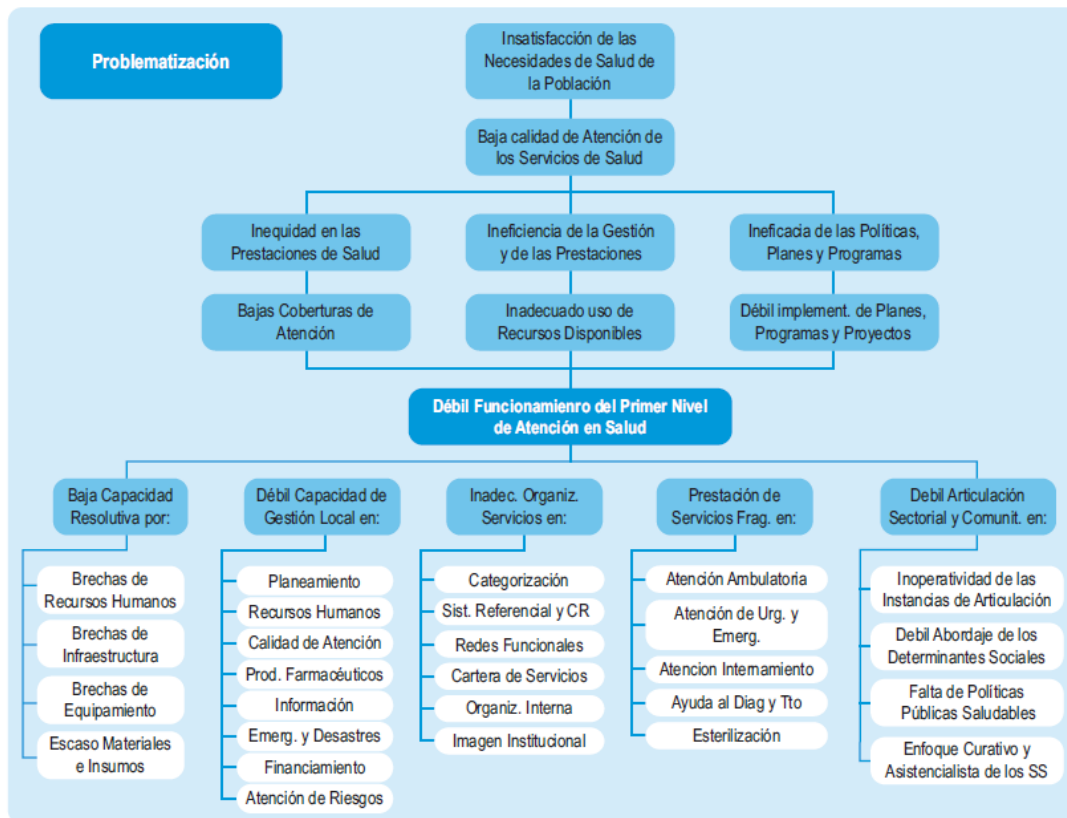 Problematización
Insatisfacción de las
Necesidades de Salud de
la Población
Baja calidad de Atención de
los Servicios de Salud
Inequidad en las
Prestaciones de Salud
Ineficiencia de la Gestión
y de las Prestaciones
Ineficacia de las Políticas,
Planes y Programas
Bajas Coberturas de
Atención
Inadecuado uso de
Recursos Disponibles
Débil implement. de Planes,
Programas y Proyectos
Débil Funcionamienro del Primer Nivel
de Atención en Salud
Baja Capacidad
Resolutiva por:
Brechas de
Recursos Humanos
Brechas de
Infraestructura
Brechas de
Equipamiento
Escaso Materiales
e Insumos
Débil Capacidad de
Gestión Local en:
Planeamiento
Recursos Humanos
Calidad de Atención
Prod. Farmacéuticos
Información
Emerg. y Desastres
Financiamiento
Atención de Riesgos
Inadec. Organiz.
Servicios en:
Categorización
Sist. Referencial y CR
Redes Funcionales
Cartera de Servicios
Organiz. Interna
Imagen Institucional
Prestación de
Servicios Frag. en:
Atención Ambulatoria
Atención de Urg. y
Emerg.
Atencion Internamiento
Ayuda al Diag y Tto
Esterilización
Debil Articulación
Sectorial y Comunit. en:
Inoperatividad de las
Instancias de Articulación
Debil Abordaje de los
Determinantes Sociales
Falta de Políticas
Públicas Saludables
Enfoque Curativo y
Asistencialista de los SS